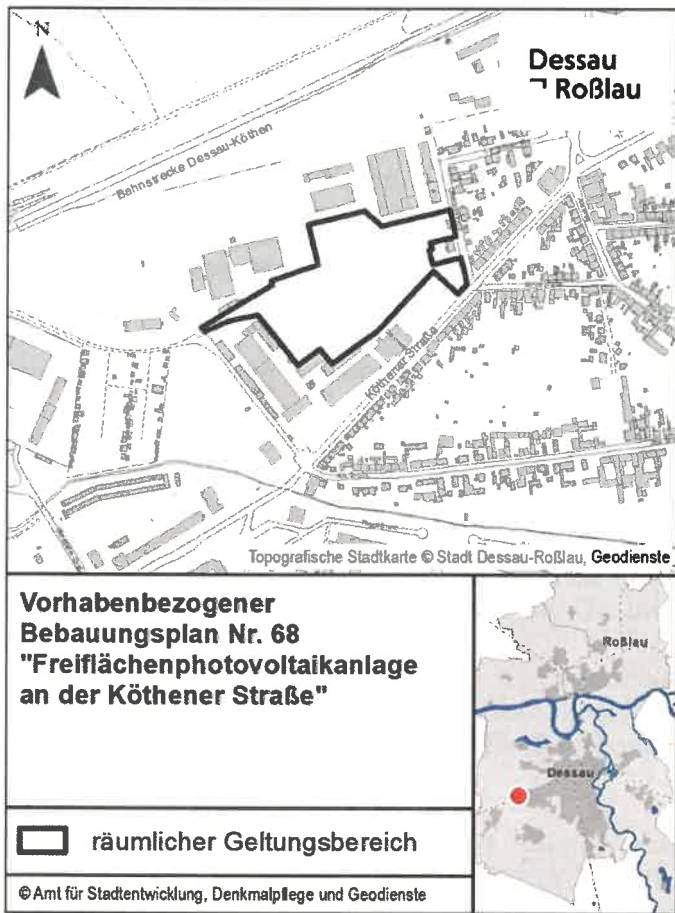 N
Dessau
Roßlau
Bahnstrecke Dessau-Köthen
Köthener Straße
Topografische Stadtkarte © Stadt Dessau-Roßlau, Geodienste
Vorhabenbezogener
Bebauungsplan Nr. 68
"Freiflächenphotovoltaikanlage
an der Köthener Straße"
Roßlau
Dessau
räumlicher Geltungsbereich
© Amt für Stadtentwicklung, Denkmalpflege und Geodienste